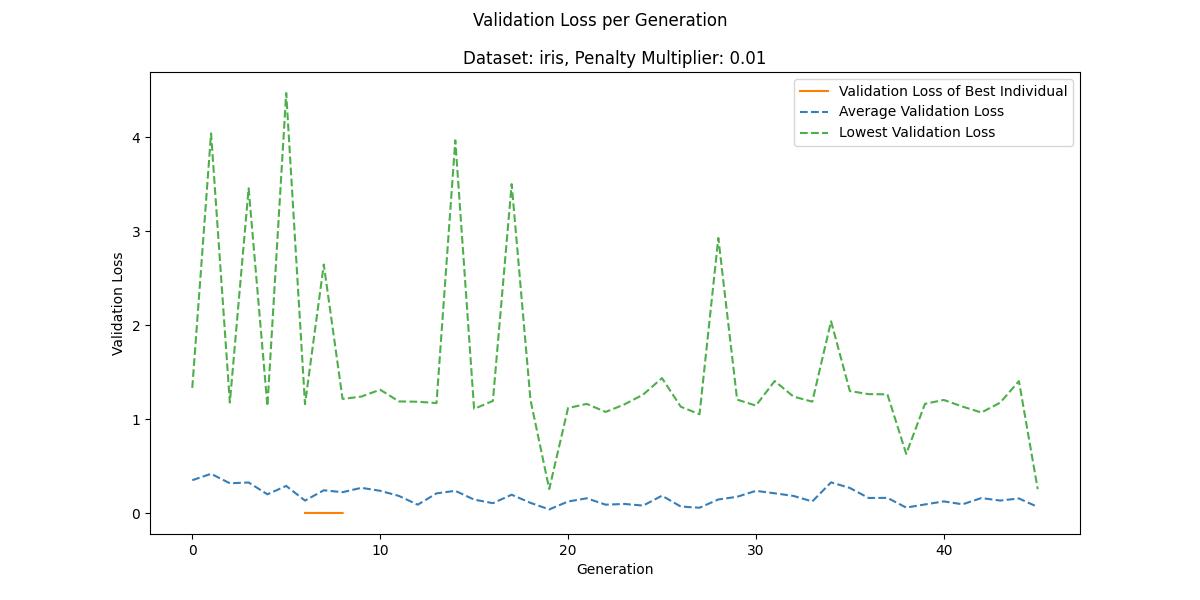 Validation Loss per Generation
Dataset: iris, Penalty Multiplier: 0.01
Validation Loss of Best Individual
Average Validation Loss
Lowest Validation Loss
Validation Loss
4
3
2
1
0
0 10 20 30 40
Generation